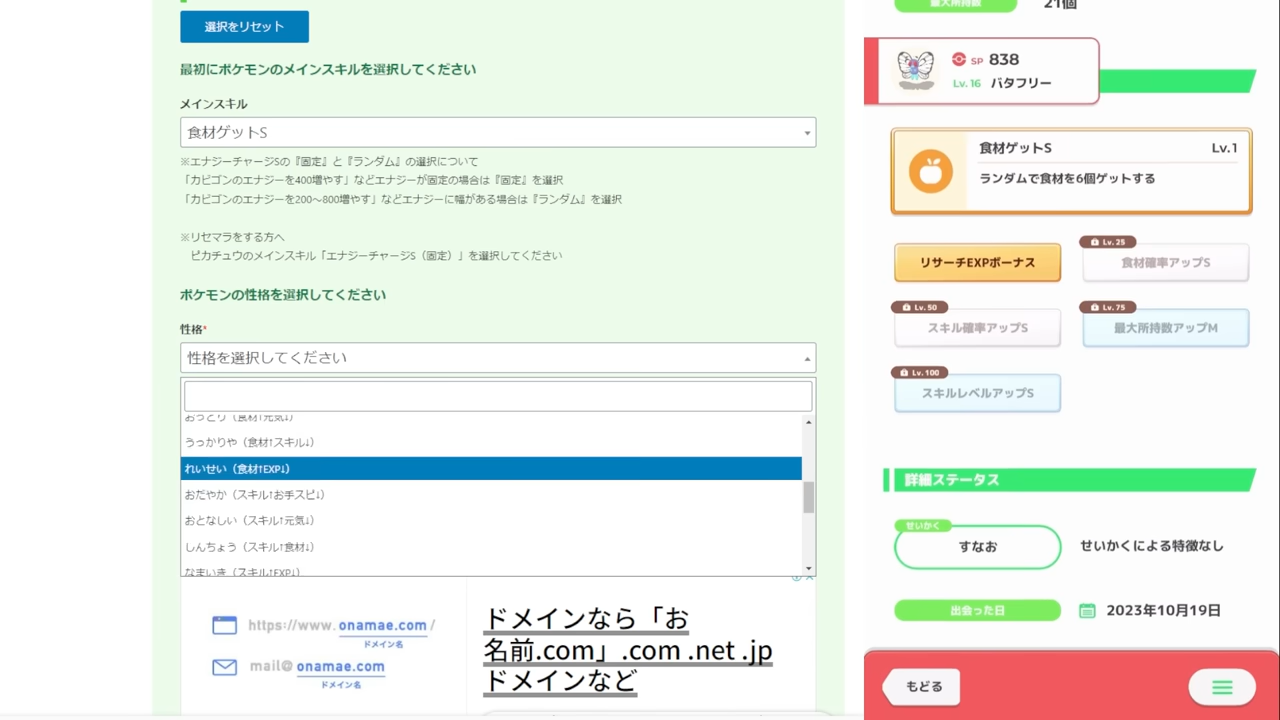 選択をリセット
最初にポケモンのメインスキルを選択してください
メインスキル
食材ゲットS
※エナジーチャージSの『固定』と『ランダム』の選択について
「カビゴンのエナジーを400増やす」などエナジーが固定の場合は『固定』を選択
「カビゴンのエナジーを200～800増やす」などエナジーに幅がある場合は『ランダム』を選択
※リセマラをする方へ
ピカチュウのメインスキル「エナジーチャージS（固定）」を選択してください
ポケモンの性格を選択してください
性格*
性格を選択してください
おっとり（食材↑元気↓）
うっかりや（食材↑スキル↓）
れいせい（食材↑EXP↓）
おだやか（スキル↑お手スピ↓）
おとなしい（スキル↑元気↓）
しんちょう（スキル↑食材↓）
なまいき（スキル↑EXP↓）
https://www.onamae.com/
ドメイン名
mail@onamae.com
ドメイン名
ドメインなら「お
名前.com」.com .net .jp
ドメインなど
最大所持数
21個
SP 838
Lv.16 バタフリー
食材ゲットS Lv.1
ランダムで食材を6個ゲットする
リサーチEXPボーナス
Lv.25
食材確率アップS
Lv.50
スキル確率アップS
Lv.75
最大所持数アップM
Lv.100
スキルレベルアップS
詳細ステータス
せいかく
すなお
せいかくによる特徴なし
出会った日
2023年10月19日
もどる